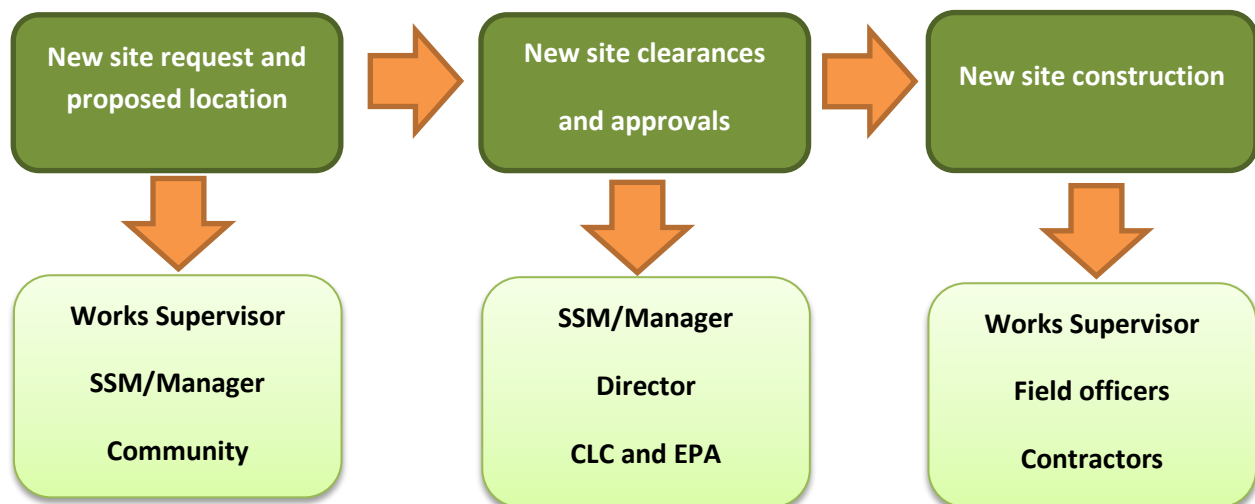 New site request and
proposed location
New site clearances
and approvals
New site construction
Works Supervisor
SSM/Manager
Community
SSM/Manager
Director
CLC and EPA
Works Supervisor
Field officers
Contractors